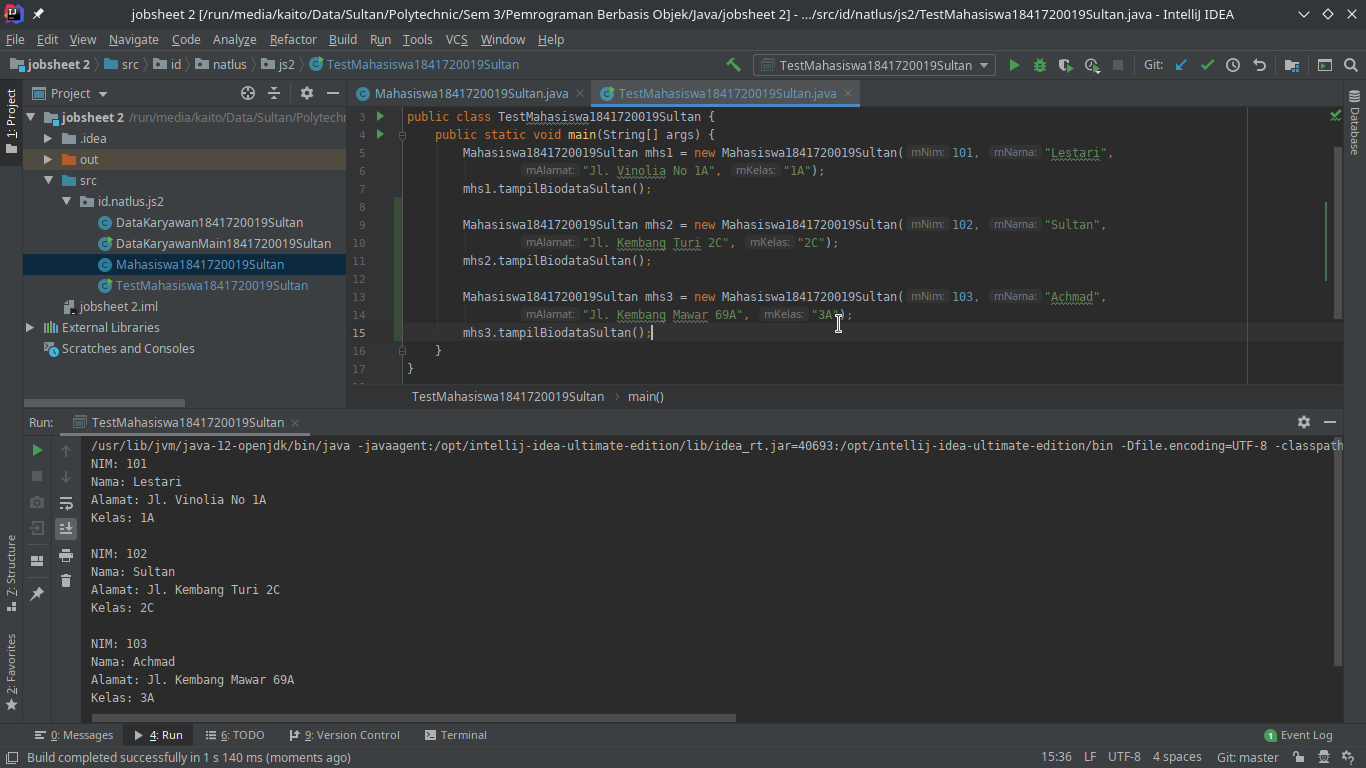 jobsheet 2 [/run/media/kaito/Data/Sultan/Polytechnic/Sem 3/Pemrograman Berbasis Objek/Java/jobsheet 2] - .../src/id/natlus/js2/TestMahasiswa1841720019Sultan.java - IntelliJ IDEA
File Edit View Navigate Code Analyze Refactor Build Run Tools VCS Window Help
jobsheet 2 src id natlus js2 TestMahasiswa1841720019Sultan TestMahasiswa1841720019Sultan Git:
Project Mahasiswa1841720019Sultan.java TestMahasiswa1841720019Sultan.java
1: Project
Database
jobsheet 2 /run/media/kaito/Data/Sultan/Polytechn
.idea
out
src
id.natlus.js2
DataKaryawan1841720019Sultan
DataKaryawanMain1841720019Sultan
Mahasiswa1841720019Sultan
TestMahasiswa1841720019Sultan
jobsheet 2.iml
External Libraries
Scratches and Consoles
3 public class TestMahasiswa1841720019Sultan {
4 public static void main(String[] args) {
5 Mahasiswa1841720019Sultan mhs1 = new Mahasiswa1841720019Sultan( mNim: 101, mNama: "Lestari",
6 mAlamat: "Jl. Vinolia No 1A", mKelas: "1A");
7 mhs1.tampilBiodataSultan();
8
9 Mahasiswa1841720019Sultan mhs2 = new Mahasiswa1841720019Sultan( mNim: 102, mNama: "Sultan",
10 mAlamat: "Jl. Kembang Turi 2C", mKelas: "2C");
11 mhs2.tampilBiodataSultan();
12
13 Mahasiswa1841720019Sultan mhs3 = new Mahasiswa1841720019Sultan( mNim: 103, mNama: "Achmad",
14 mAlamat: "Jl. Kembang Mawar 69A", mKelas: "3A");
15 mhs3.tampilBiodataSultan();
16 }
17 }
TestMahasiswa1841720019Sultan › main()
Run: TestMahasiswa1841720019Sultan
/usr/lib/jvm/java-12-openjdk/bin/java -javaagent:/opt/intellij-idea-ultimate-edition/lib/idea_rt.jar=40693:/opt/intellij-idea-ultimate-edition/bin -Dfile.encoding=UTF-8 -classpath
NIM: 101
Nama: Lestari
Alamat: Jl. Vinolia No 1A
Kelas: 1A
NIM: 102
Nama: Sultan
Alamat: Jl. Kembang Turi 2C
Kelas: 2C
NIM: 103
Nama: Achmad
Alamat: Jl. Kembang Mawar 69A
Kelas: 3A
7: Structure
2: Favorites
0: Messages 4: Run 6: TODO 9: Version Control Terminal 1 Event Log
Build completed successfully in 1 s 140 ms (moments ago) 15:36 LF UTF-8 4 spaces Git: master